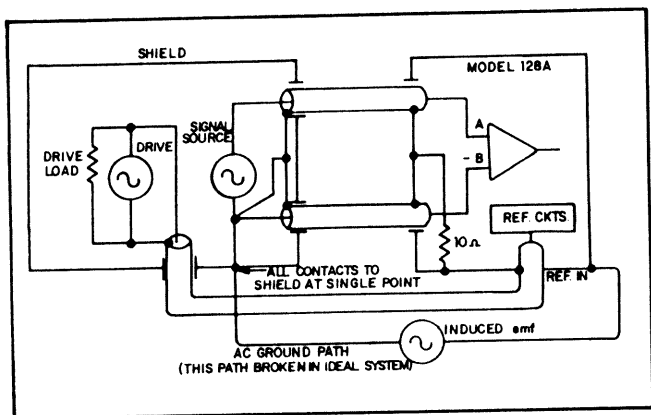 SHIELD
MODEL 128A
SIGNAL
SOURCE
A
DRIVE
DRIVE
LOAD
- B
REF. CKTS.
10 Ω
ALL CONTACTS TO
SHIELD AT SINGLE POINT
REF. IN
INDUCED emf
AC GROUND PATH
(THIS PATH BROKEN IN IDEAL SYSTEM)